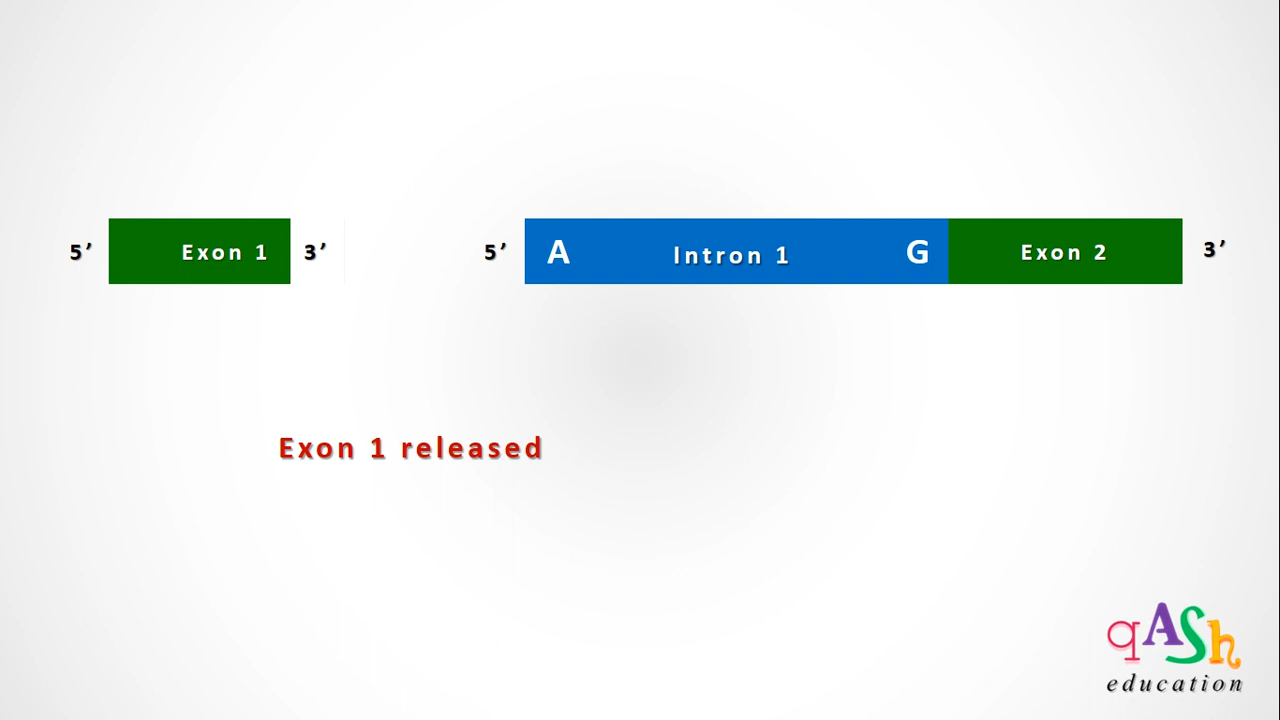 5’ Exon 1 3’ 5’ A Intron 1 G Exon 2 3’
Exon 1 released
qASh
education